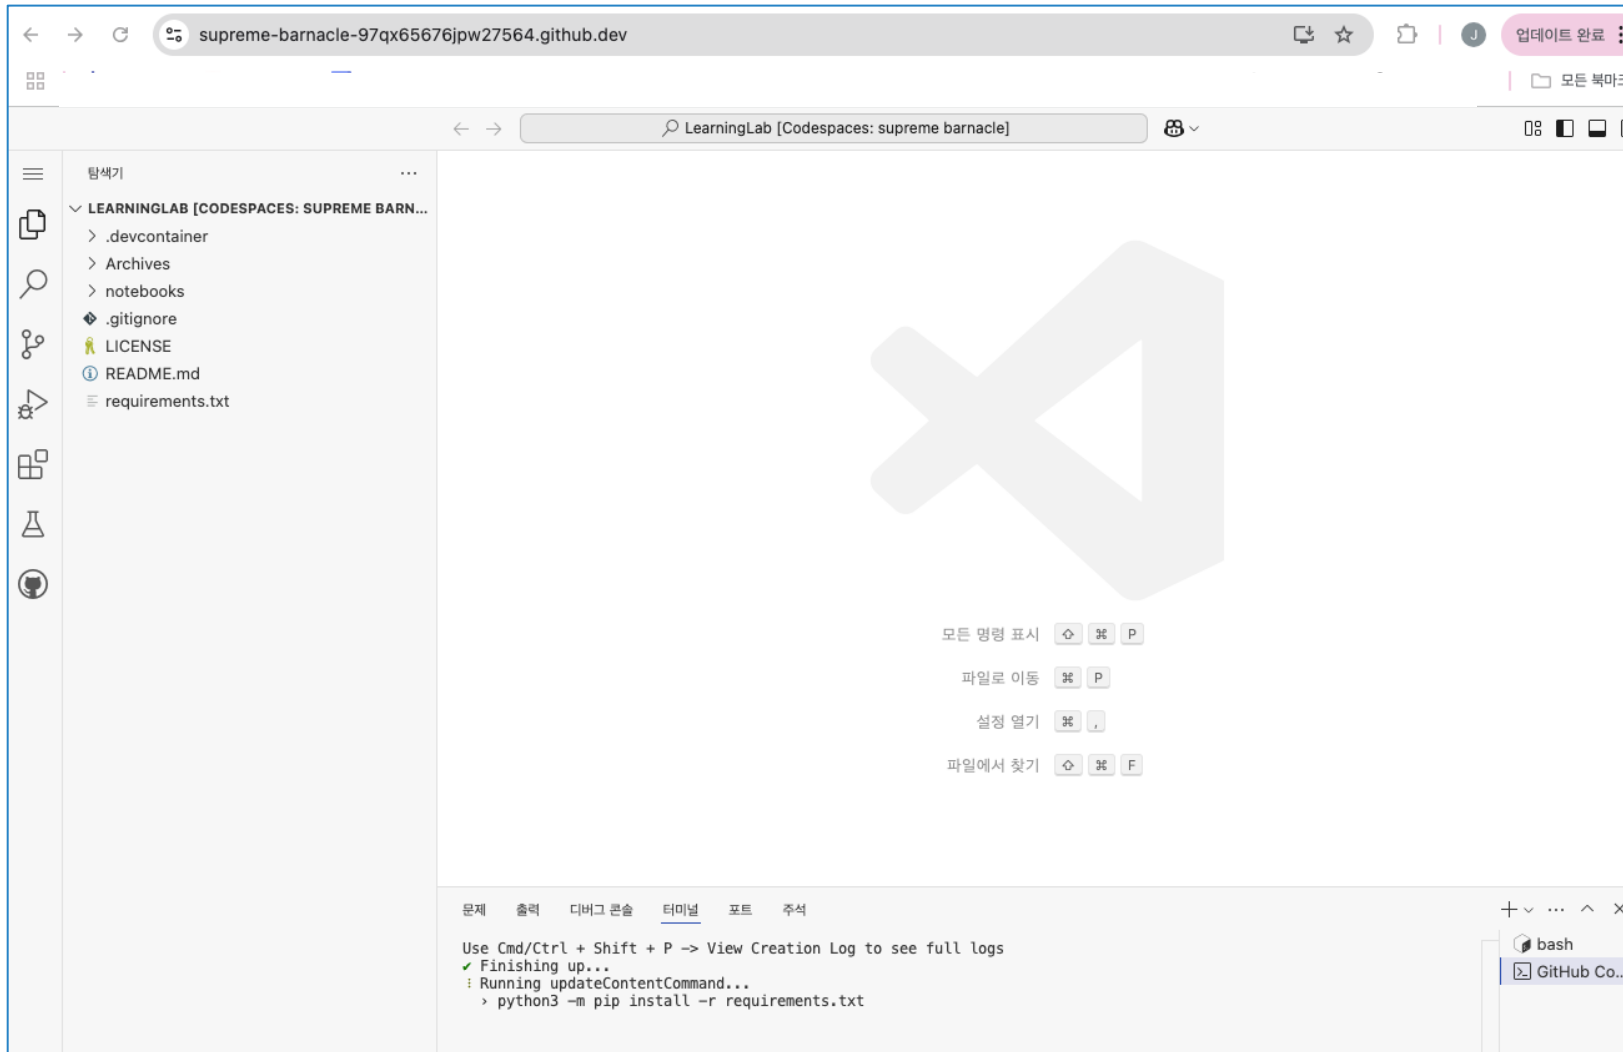 supreme-barnacle-97qx65676jpw27564.github.dev
J
업데이트 완료
모든 북마크
LearningLab [Codespaces: supreme barnacle]
탐색기
LEARNINGLAB [CODESPACES: SUPREME BARN...
.devcontainer
Archives
notebooks
.gitignore
LICENSE
README.md
requirements.txt
모든 명령 표시 ⇧ ⌘ P
파일로 이동 ⌘ P
설정 열기 ⌘ ,
파일에서 찾기 ⇧ ⌘ F
문제 출력 디버그 콘솔 터미널 포트 주석
Use Cmd/Ctrl + Shift + P -> View Creation Log to see full logs
✔ Finishing up...
⠇ Running updateContentCommand...
› python3 -m pip install -r requirements.txt
bash
GitHub Co...